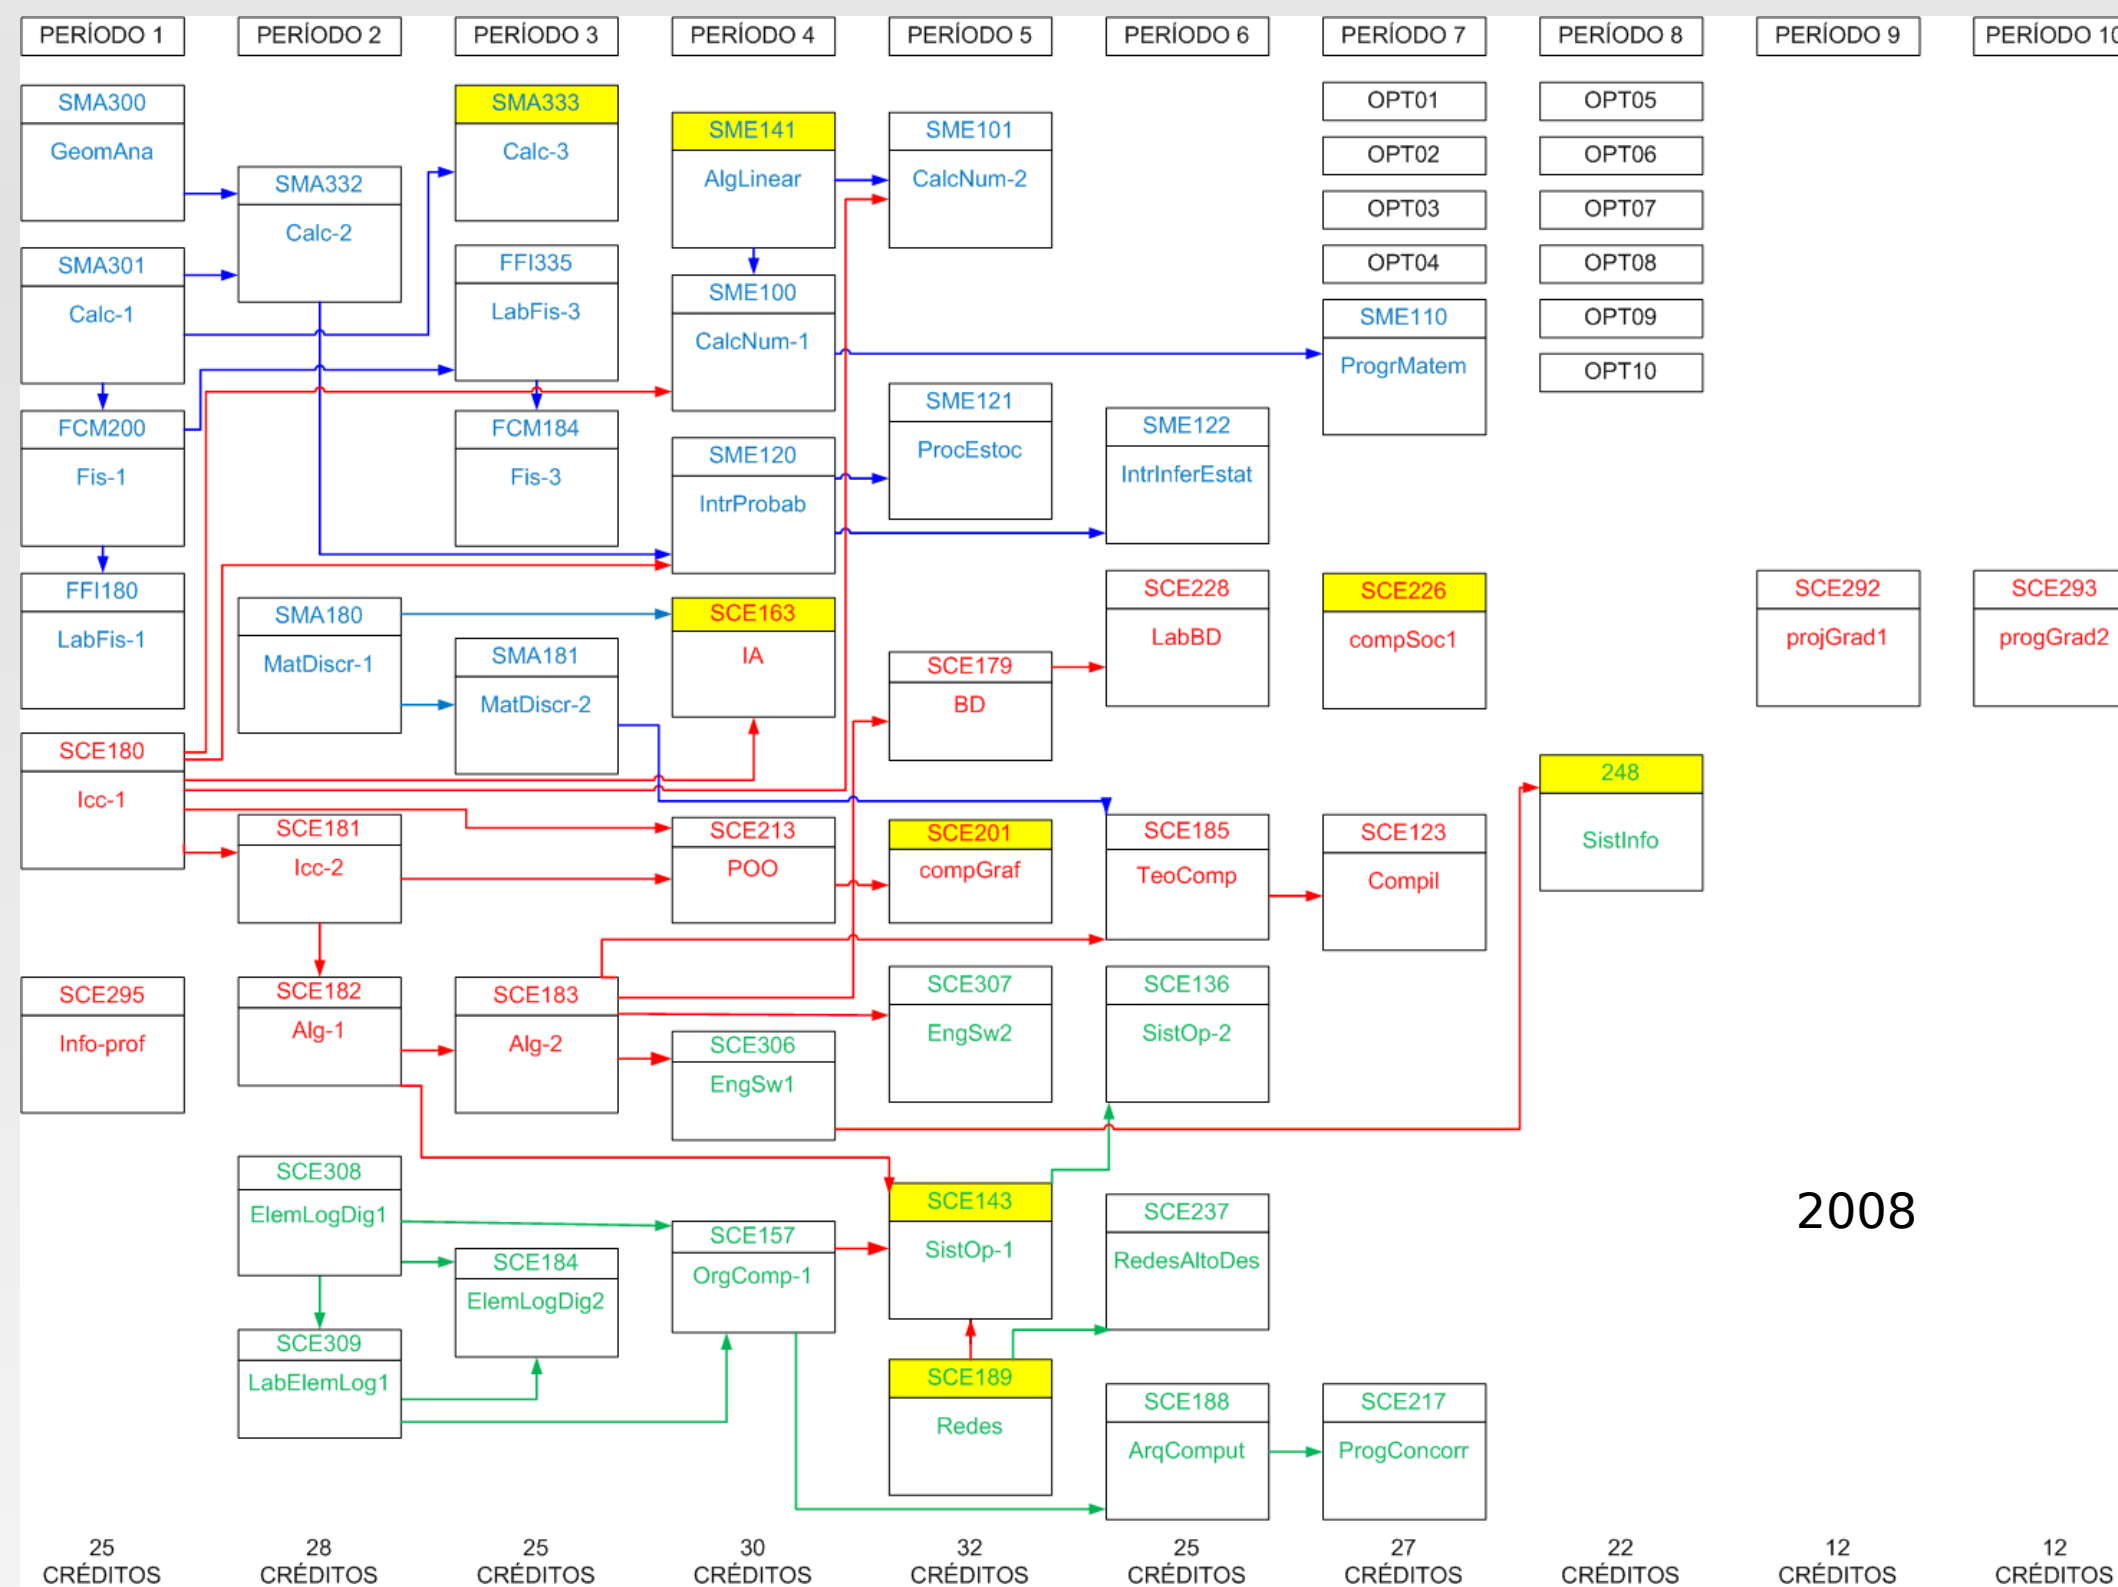 PERÍODO 1
PERÍODO 2
PERÍODO 3
PERÍODO 4
PERÍODO 5
PERÍODO 6
PERÍODO 7
PERÍODO 8
PERÍODO 9
PERÍODO 10
SMA300
GeomAna
SMA301
Calc-1
FCM200
Fis-1
FFI180
LabFis-1
SCE180
Icc-1
SCE295
Info-prof
SMA332
Calc-2
SMA180
MatDiscr-1
SCE181
Icc-2
SCE182
Alg-1
SCE308
ElemLogDig1
SCE309
LabElemLog1
SMA333
Calc-3
FFI335
LabFis-3
FCM184
Fis-3
SMA181
MatDiscr-2
SCE183
Alg-2
SCE184
ElemLogDig2
SME141
AlgLinear
SME100
CalcNum-1
SME120
IntrProbab
SCE163
IA
SCE213
POO
SCE306
EngSw1
SCE157
OrgComp-1
SME101
CalcNum-2
SME121
ProcEstoc
SCE179
BD
SCE201
compGraf
SCE307
EngSw2
SCE143
SistOp-1
SCE189
Redes
SME122
IntrInferEstat
SCE228
LabBD
SCE185
TeoComp
SCE136
SistOp-2
SCE237
RedesAltoDes
SCE188
ArqComput
OPT01
OPT02
OPT03
OPT04
SME110
ProgrMatem
SCE226
compSoc1
SCE123
Compil
SCE217
ProgConcorr
OPT05
OPT06
OPT07
OPT08
OPT09
OPT10
248
SistInfo
SCE292
projGrad1
SCE293
progGrad2
2008
25
CRÉDITOS
28
CRÉDITOS
25
CRÉDITOS
30
CRÉDITOS
32
CRÉDITOS
25
CRÉDITOS
27
CRÉDITOS
22
CRÉDITOS
12
CRÉDITOS
12
CRÉDITOS